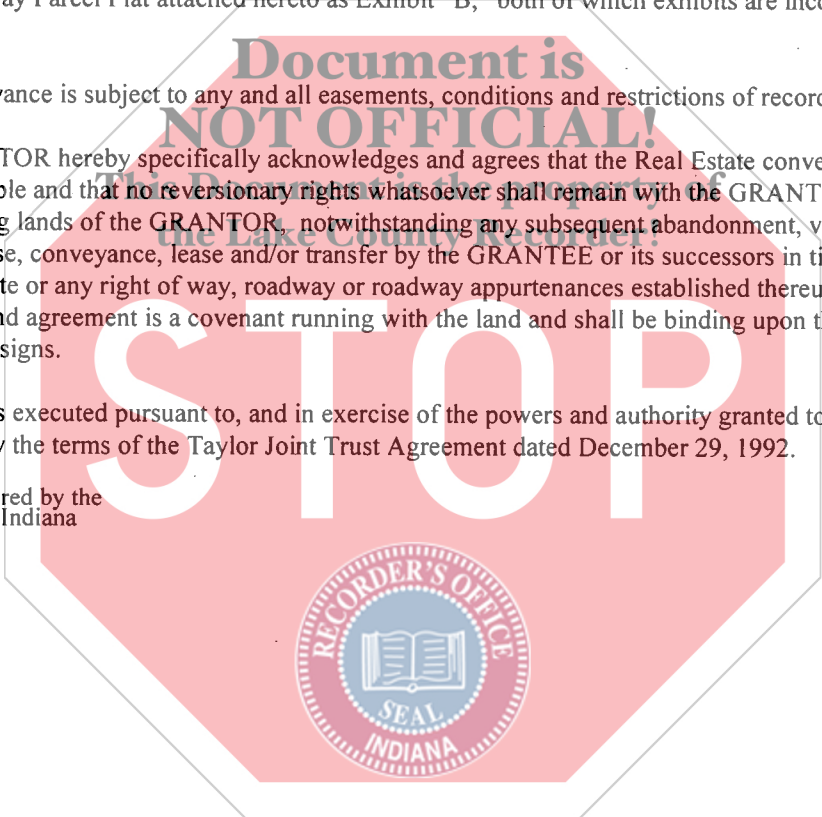 ay Parcel Plat attached hereto as Exhibit "B," both of which exhibits are inco
Document is
vance is subject to any and all easements, conditions and restrictions of record
NOT OFFICIAL!
TOR hereby specifically acknowledges and agrees that the Real Estate conve
This Document is the property of
ple and that no reversionary rights whatsoever shall remain with the GRANT
g lands of the GRANTOR, notwithstanding any subsequent abandonment, v
the Lake County Recorder!
se, conveyance, lease and/or transfer by the GRANTEE or its successors in ti
te or any right of way, roadway or roadway appurtenances established thereu
nd agreement is a covenant running with the land and shall be binding upon t
signs.
STOP
s executed pursuant to, and in exercise of the powers and authority granted to
y the terms of the Taylor Joint Trust Agreement dated December 29, 1992.
red by the
Indiana
RECORDER'S OFFICE
SEAL
INDIANA